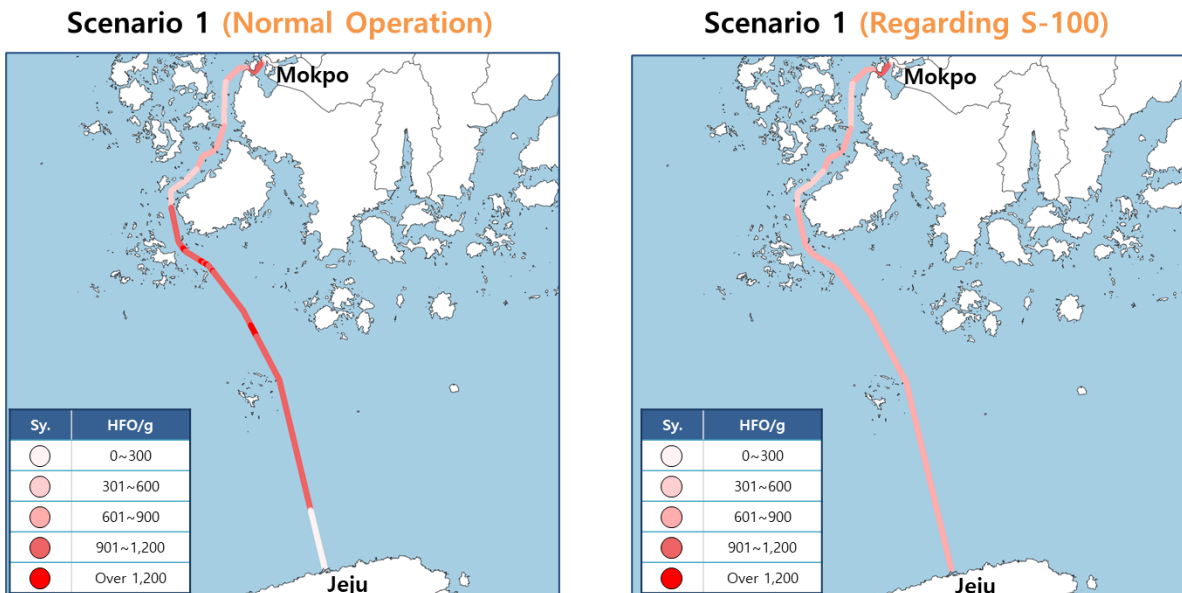 Scenario 1 (Normal Operation)
Mokpo
Jeju
Sy. HFO/g
0~300
301~600
601~900
901~1,200
Over 1,200
Scenario 1 (Regarding S-100)
Mokpo
Jeju
Sy. HFO/g
0~300
301~600
601~900
901~1,200
Over 1,200